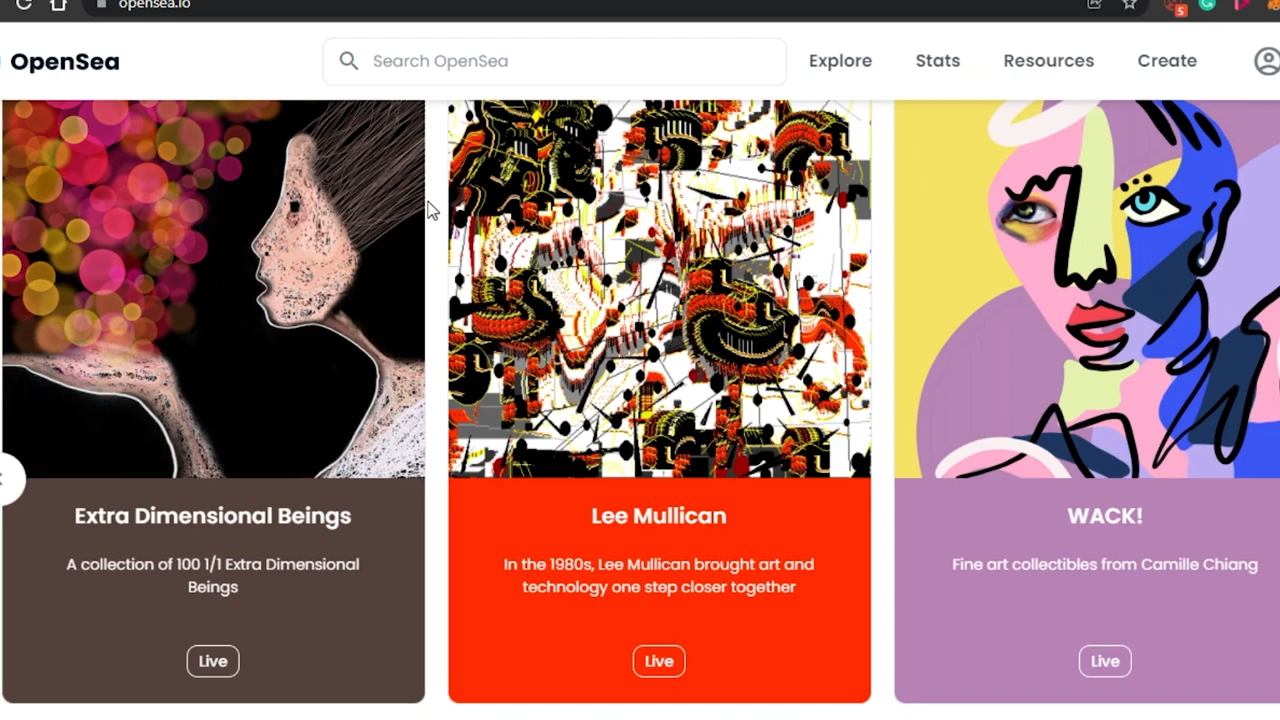 opensea.io
5
OpenSea
Search OpenSea
Explore
Stats
Resources
Create
Extra Dimensional Beings
A collection of 100 1/1 Extra Dimensional
Beings
Live
Lee Mullican
In the 1980s, Lee Mullican brought art and
technology one step closer together
Live
WACK!
Fine art collectibles from Camille Chiang
Live